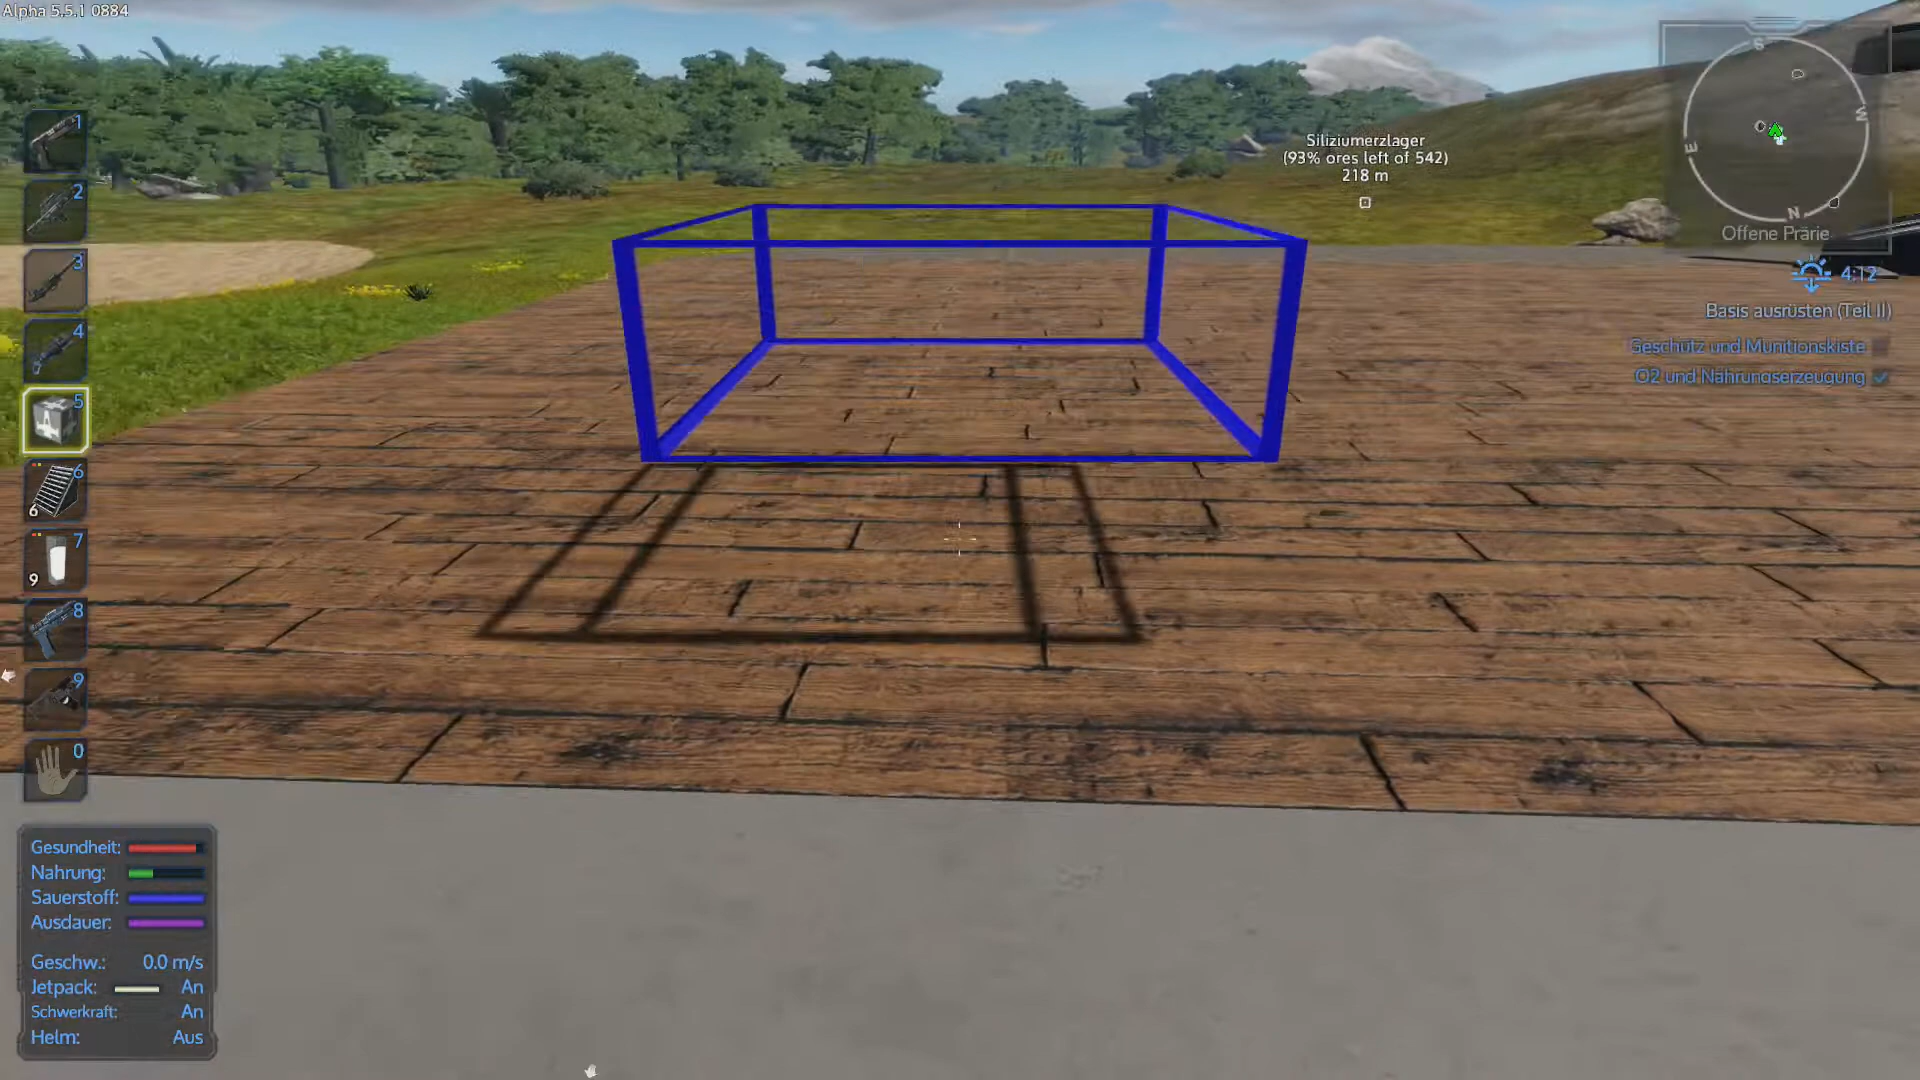 Alpha 5.5.1 0884
S
W
E
N
Offene Prärie
4:12
Basis ausrüsten (Teil II)
Geschütz und Munitionskiste
O2 und Nahrungserzeugung
Siliziumerzlager
(93% ores left of 542)
218 m
1
2
3
4
5
6
6
7
9
8
9
0
Gesundheit:
Nahrung:
Sauerstoff:
Ausdauer:
Geschw.: 0.0 m/s
Jetpack: An
Schwerkraft: An
Helm: Aus